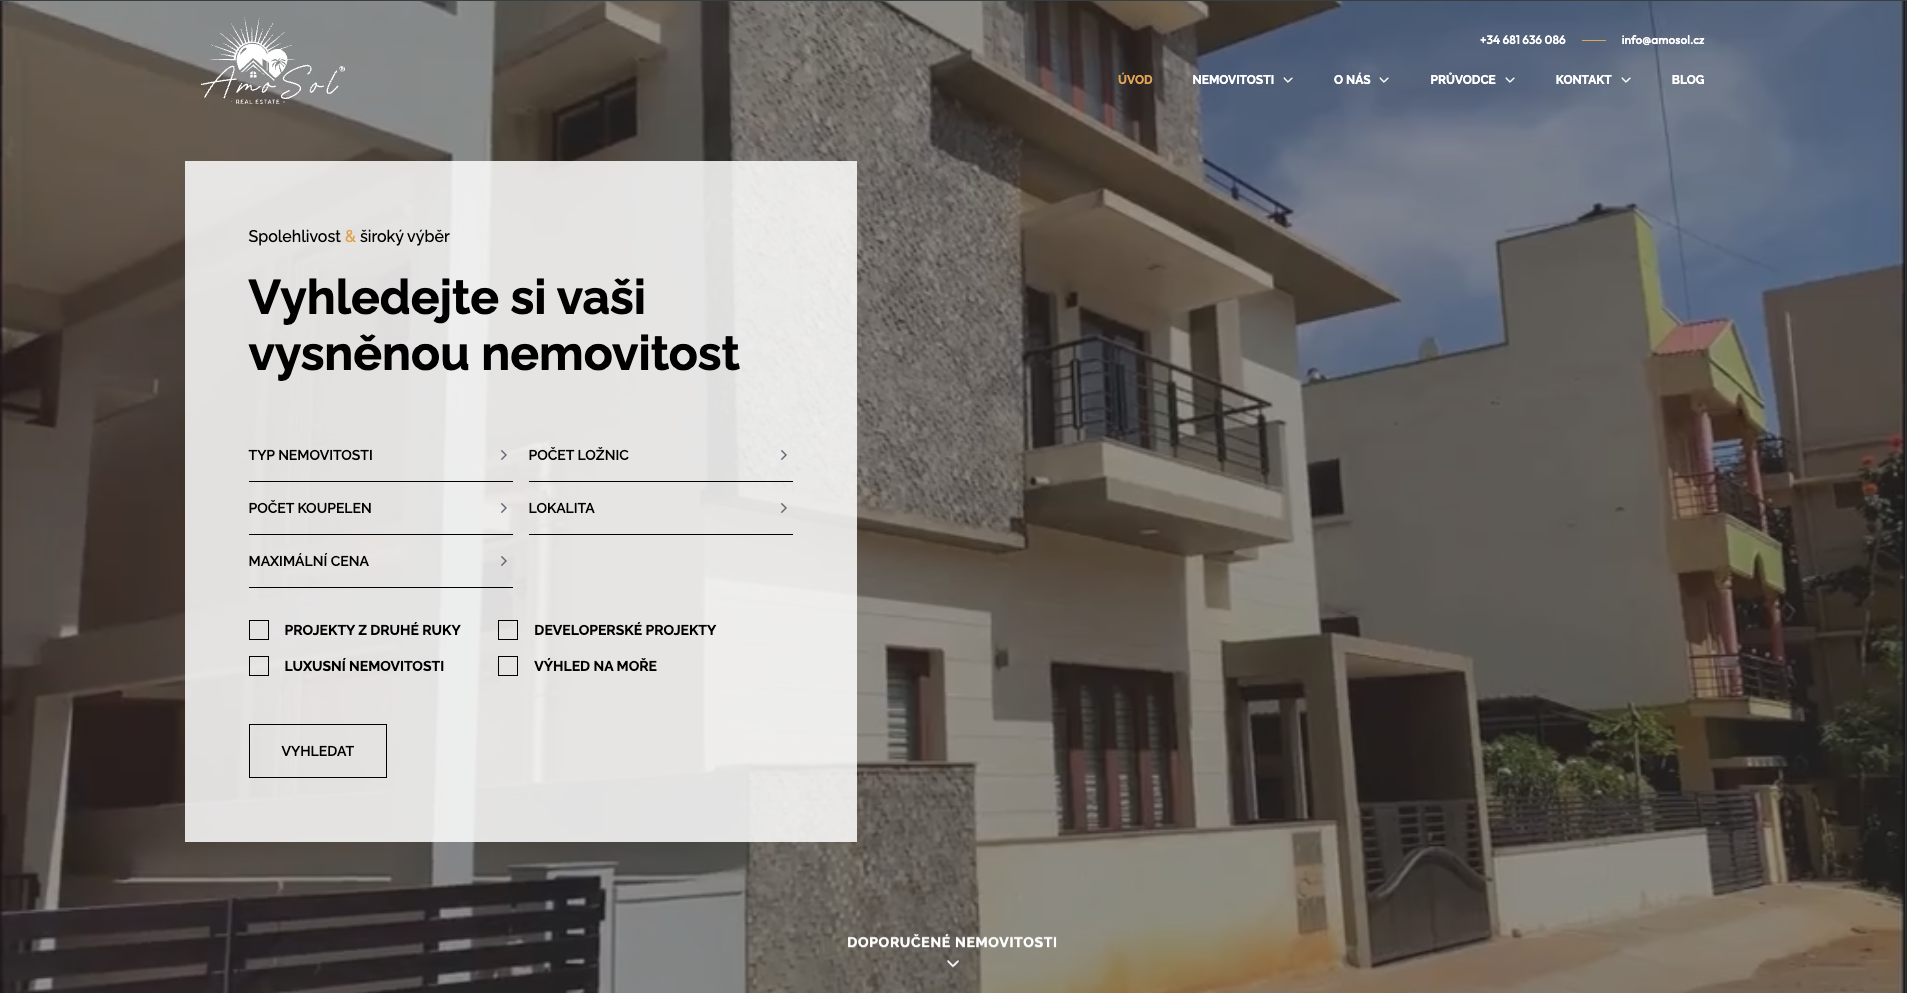 AmoSol®
REAL ESTATE
+34 681 636 086
info@amosol.cz
ÚVOD
NEMOVITOSTI
O NÁS
PRŮVODCE
KONTAKT
BLOG
Spolehlivost & široký výběr
Vyhledejte si vaši
vysněnou nemovitost
TYP NEMOVITOSTI
POČET LOŽNIC
POČET KOUPELEN
LOKALITA
MAXIMÁLNÍ CENA
PROJEKTY Z DRUHÉ RUKY
DEVELOPERSKÉ PROJEKTY
LUXUSNÍ NEMOVITOSTI
VÝHLED NA MOŘE
VYHLEDAT
DOPORUČENÉ NEMOVITOSTI